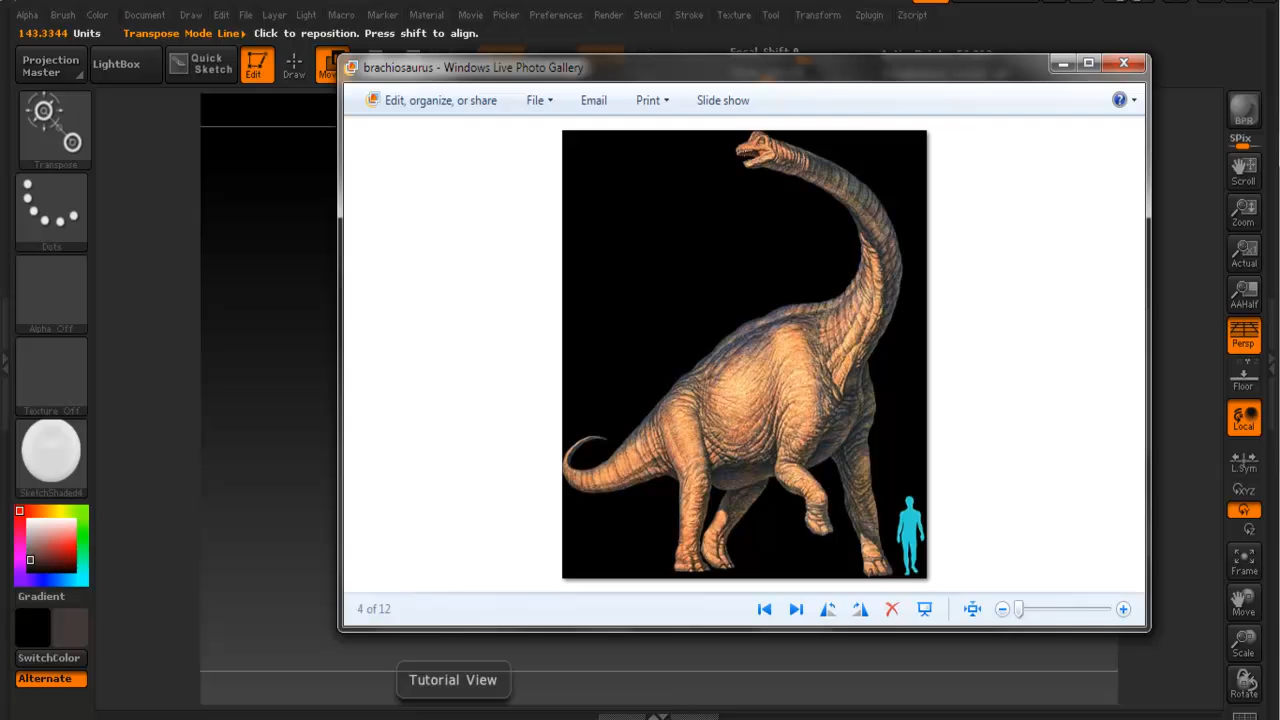 Alpha Brush Color Document Draw Edit File Layer Light Macro Marker Material Movie Picker Preferences Render Stencil Stroke Texture Tool Transform Zplugin Zscript
143.3344 Units Transpose Mode Line Click to reposition. Press shift to align.
Projection Master
LightBox
Quick Sketch
Edit
Draw
brachiosaurus - Windows Live Photo Gallery
Edit, organize, or share File Email Print Slide show
Transpose
Dots
Alpha Off
Texture Off
SketchShaded4
Gradient
SwitchColor
Alternate
4 of 12
Tutorial View
BPR
SPix
Scroll
Zoom
Actual
AAHalf
Persp
Floor
Local
L.Sym
XYZ
Y
Z
Frame
Move
Scale
Rotate